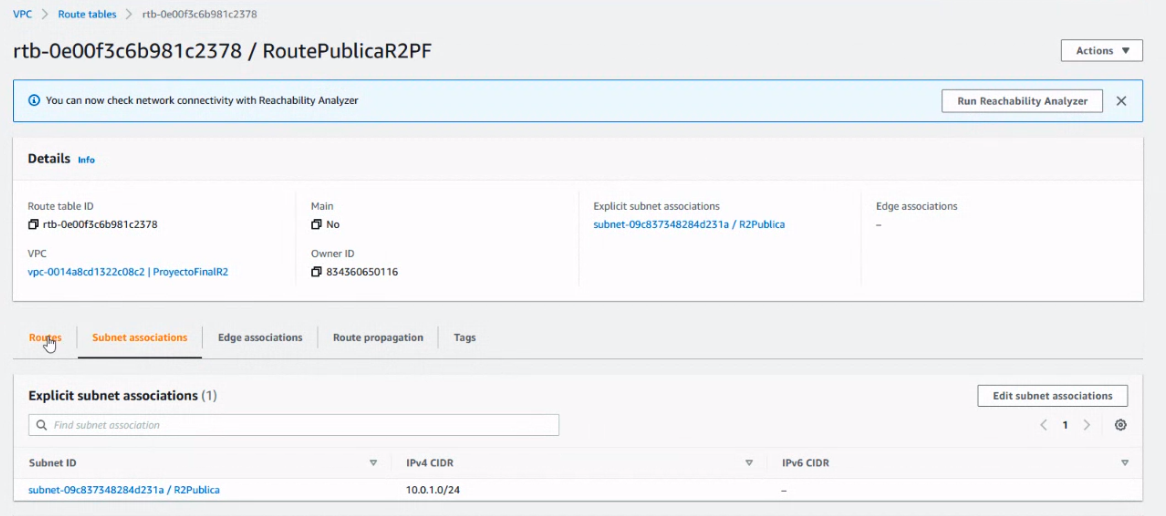 VPC > Route tables > rtb-0e00f3c6b981c2378
rtb-0e00f3c6b981c2378 / RoutePublicaR2PF
Actions
You can now check network connectivity with Reachability Analyzer
Run Reachability Analyzer
Details Info
Route table ID
rtb-0e00f3c6b981c2378
Main
No
Explicit subnet associations
subnet-09c837348284d231a / R2Publica
Edge associations
–
VPC
vpc-0014a8cd1322c08c2 | ProyectoFinalR2
Owner ID
834360650116
Routes Subnet associations Edge associations Route propagation Tags
Explicit subnet associations (1)
Edit subnet associations
Find subnet association
1
Subnet ID IPv4 CIDR IPv6 CIDR
subnet-09c837348284d231a / R2Publica 10.0.1.0/24 –